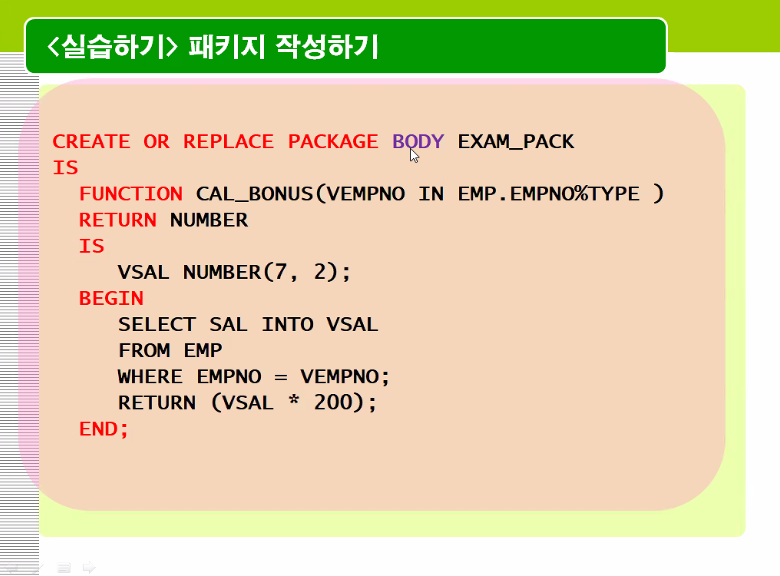 <실습하기> 패키지 작성하기
CREATE OR REPLACE PACKAGE BODY EXAM_PACK
IS
FUNCTION CAL_BONUS(VEMPNO IN EMP.EMPNO%TYPE )
RETURN NUMBER
IS
VSAL NUMBER(7, 2);
BEGIN
SELECT SAL INTO VSAL
FROM EMP
WHERE EMPNO = VEMPNO;
RETURN (VSAL * 200);
END;